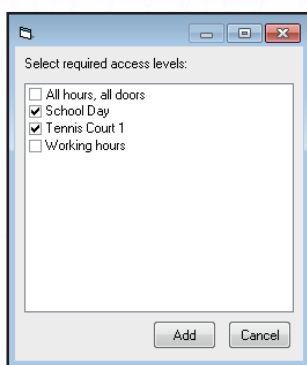 Select required access levels:
All hours, all doors
School Day
Tennis Court 1
Working hours
Add Cancel